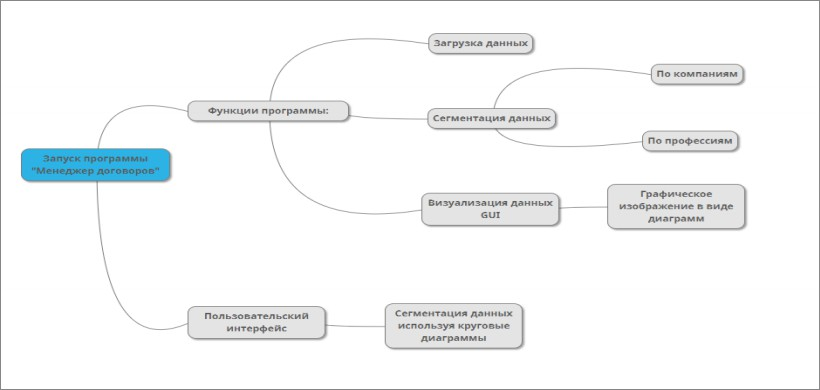 Загрузка данных
По компаниям
Функции программы:
Сегментация данных
По профессиям
Запуск программы
"Менеджер договоров"
Визуализация данных
GUI
Графическое
изображение в виде
диаграмм
Пользовательский
интерфейс
Сегментация данных
используя круговые
диаграммы